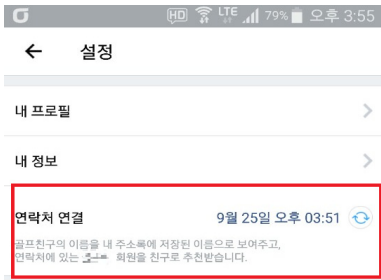 HD LTE 79% 오후 3:55
설정
내 프로필
내 정보
연락처 연결 9월 25일 오후 03:51
골프친구의 이름을 내 주소록에 저장된 이름으로 보여주고,
연락처에 있는 회원을 친구로 추천받습니다.